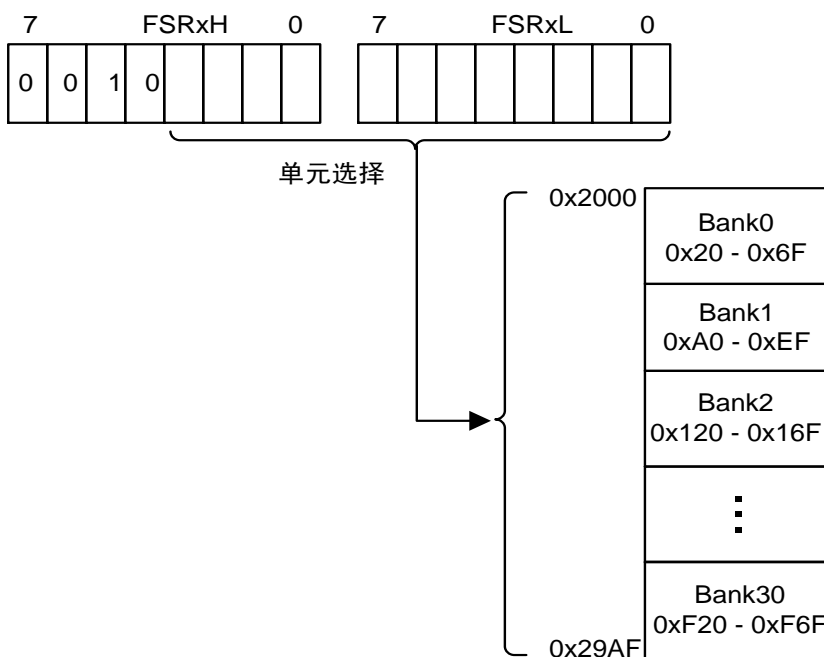 7 FSRxH 0 7 FSRxL 0
0 0 1 0
单元选择
0x2000
Bank0
0x20 - 0x6F
Bank1
0xA0 - 0xEF
Bank2
0x120 - 0x16F
Bank30
0xF20 - 0xF6F
0x29AF